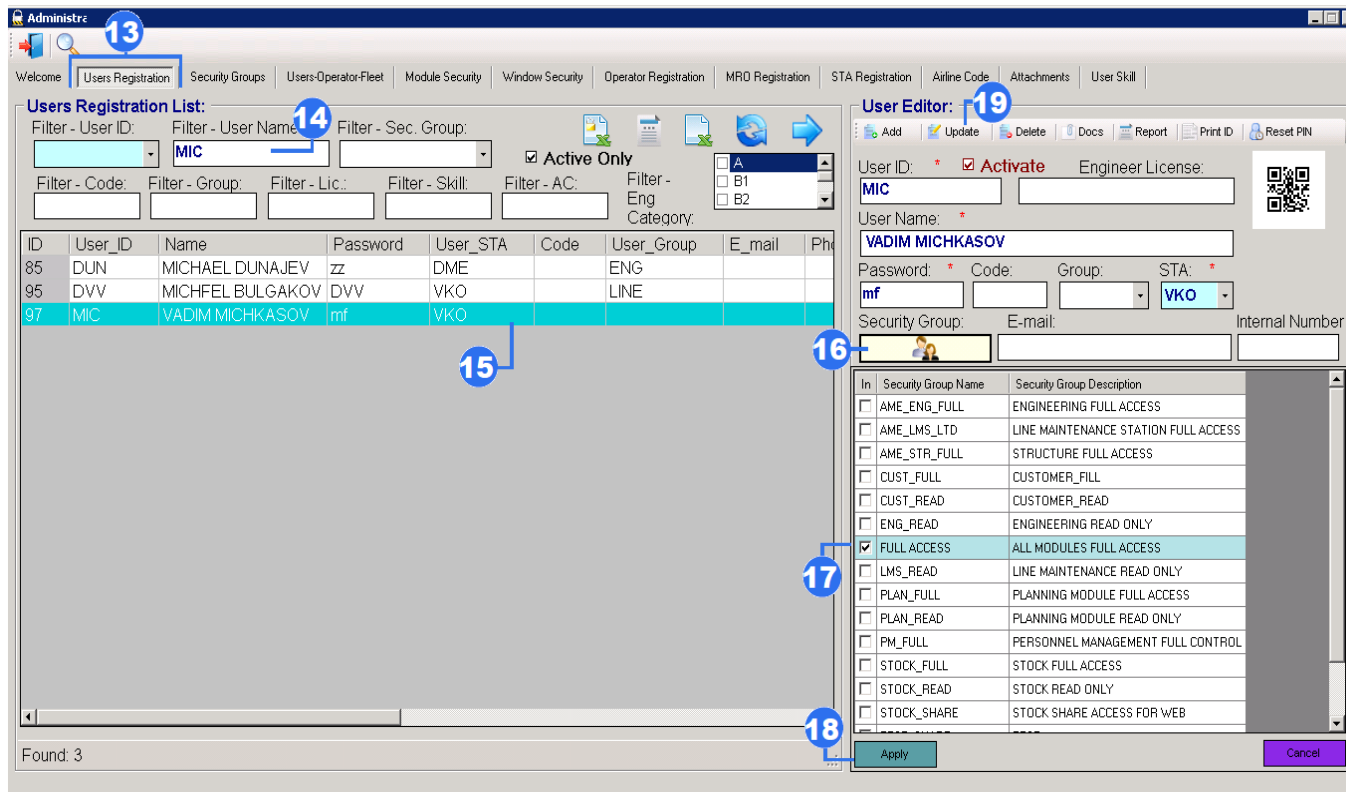 Administra
13
Welcome Users Registration Security Groups Users-Operator-Fleet Module Security Window Security Operator Registration MRO Registration STA Registration Airline Code Attachments User Skill
Users Registration List:
Filter - User ID: Filter - User Name Filter - Sec. Group:
14
MIC
Active Only
Filter - Code: Filter - Group: Filter - Lic.: Filter - Skill: Filter - AC: Filter - Eng Category:
A
B1
B2
ID User_ID Name Password User_STA Code User_Group E_mail Pho
85 DUN MICHAEL DUNAJEV zz DME ENG
95 DVV MICHFEL BULGAKOV DVV VKO LINE
97 MIC VADIM MICHKASOV mf VKO
15
Found: 3
User Editor:
19
Add Update Delete Docs Report Print ID Reset PIN
User ID: * Activate Engineer License:
MIC
User Name: *
VADIM MICHKASOV
Password: * Code: Group: STA: *
mf VKO
Security Group: E-mail: Internal Number
16
In Security Group Name Security Group Description
AME_ENG_FULL ENGINEERING FULL ACCESS
AME_LMS_LTD LINE MAINTENANCE STATION FULL ACCESS
AME_STR_FULL STRUCTURE FULL ACCESS
CUST_FULL CUSTOMER_FILL
CUST_READ CUSTOMER_READ
ENG_READ ENGINEERING READ ONLY
FULL ACCESS ALL MODULES FULL ACCESS
17
LMS_READ LINE MAINTENANCE READ ONLY
PLAN_FULL PLANNING MODULE FULL ACCESS
PLAN_READ PLANNING MODULE READ ONLY
PM_FULL PERSONNEL MANAGEMENT FULL CONTROL
STOCK_FULL STOCK FULL ACCESS
STOCK_READ STOCK READ ONLY
STOCK_SHARE STOCK SHARE ACCESS FOR WEB
18
Apply Cancel